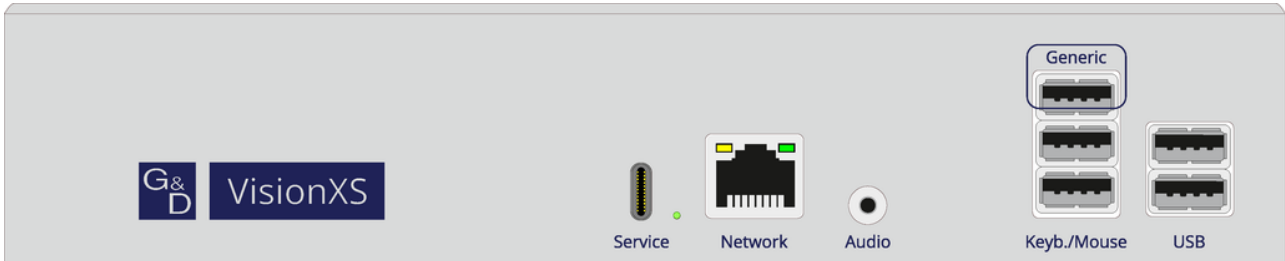 Generic
G&D
VisionXS
Service
Network
Audio
Keyb./Mouse
USB